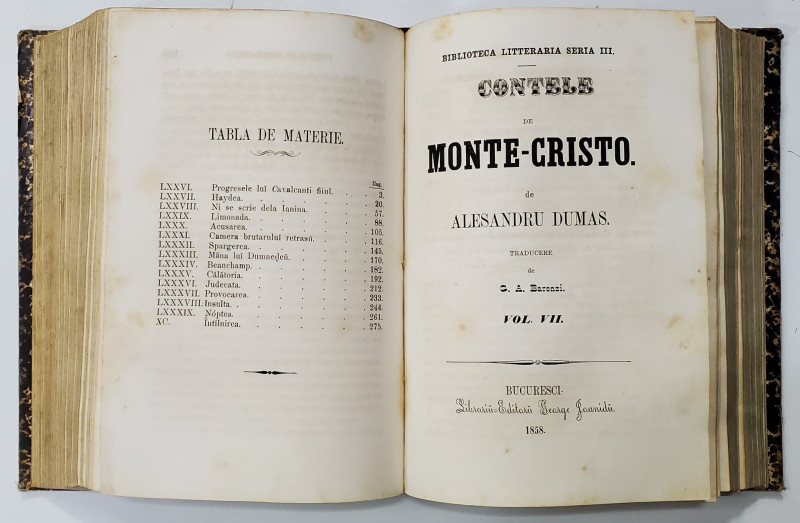 TABLA DE MATERIE.
Pag.
LXXVI. Progresele luĭ Cavalcanti fiiul. 3.
LXXVII. Haydea. 20.
LXXVIII. Ni se scrie dela Ianina. 57.
LXXIX. Limonada. 88.
LXXX. Acusarea. 105.
LXXXI. Camera brutarului retrasŭ. 116.
LXXXII. Spargerea. 145.
LXXXIII. Mâna luĭ Dumneḑeŭ. 170.
LXXXIV. Beauchamp. 182.
LXXXV. Călătoria. 192.
LXXXVI. Judecata. 212.
LXXXVII. Provocarea. 233.
LXXXVIII. Insulta. 244.
LXXXIX. Nóptea. 261.
XC. Întîlnirea. 275.
BIBLIOTECA LITTERARIA SERIA III.
CONTELE
DE
MONTE-CRISTO.
de
ALESANDRU DUMAS.
TRADUCERE
de
G. A. Baronzi.
VOL. VII.
BUCURESCI.
Librariŭ=Editorŭ George Ioanidŭ.
1858.